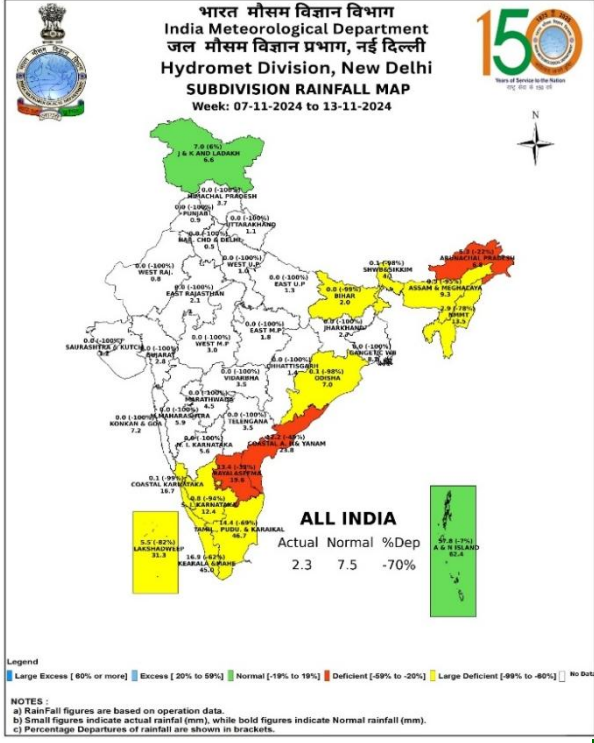 भारत मौसम विज्ञान विभाग
India Meteorological Department
जल मौसम विज्ञान प्रभाग, नई दिल्ली
Hydromet Division, New Delhi
SUBDIVISION RAINFALL MAP
Week: 07-11-2024 to 13-11-2024
150
Years of Service to the Nation
N
7.0 (6%)
J & K AND LADAKH
6.6
0.0 (-100%)
HIMACHAL PRADESH
3.7
0.0 (-100%)
PUNJAB
0.9
0.0 (-100%)
UTTARAKHAND
1.1
0.0 (-100%)
HAR. CHD & DELHI
0.5
0.0 (-100%)
WEST RAJ.
0.8
0.0 (-100%)
WEST U.P.
0.0 (-100%)
EAST U.P
1.3
0.0 (-100%)
EAST RAJASTHAN
2.1
0.0 (-99%)
BIHAR
2.0
0.1 (-98%)
SHWB&SIKKIM
(-22%)
ARUNACHAL PRADESH
ASSAM & MEGHALAYA
9.3
2.9 (-78%)
NMMT
13.5
0.0 (-100%)
JHARKHAND
0.0 (-100%)
GANGETIC WB
0.0 (-100%)
SAURASHTRA & KUTCH
0.0 (-100%)
GUJARAT
2.8
0.0 (-100%)
WEST M.P
3.0
0.0 (-100%)
EAST M.P
1.8
0.0 (-100%)
CHHATTISGARH
1.4
0.1 (-98%)
ODISHA
7.0
0.0 (-100%)
VIDARBHA
3.5
0.0 (-100%)
MARATHWADA
4.5
0.0 (-100%)
M.MAHARASHTRA
5.9
0.0 (-100%)
KONKAN & GOA
7.2
0.0 (-100%)
TELENGANA
3.5
COASTAL A. P.& YANAM
23.8
0.0 (-100%)
N. I. KARNATAKA
5.6
RAYALASEEMA
19.6
0.1 (-99%)
COASTAL KARNATAKA
16.7
(-94%)
S. I. KARNATAKA
12.4
14.4 (-69%)
TAMIL., PUDU. & KARAIKAL
46.7
5.5 (-82%)
LAKSHADWEEP
31.3
16.9 (-62%)
KEARALA & MAHE
45.0
57.8 (-7%)
A & N ISLAND
62.4
ALL INDIA
Actual Normal %Dep
2.3 7.5 -70%
Legend
Large Excess [ 60% or more] Excess [ 20% to 59%] Normal [-19% to 19%] Deficient [-59% to -20%] Large Deficient [-99% to -60%] No Data
NOTES :
a) RainFall figures are based on operation data.
b) Small figures indicate actual rainfal (mm), while bold figures indicate Normal rainfall (mm).
c) Percentage Departures of rainfall are shown in brackets.